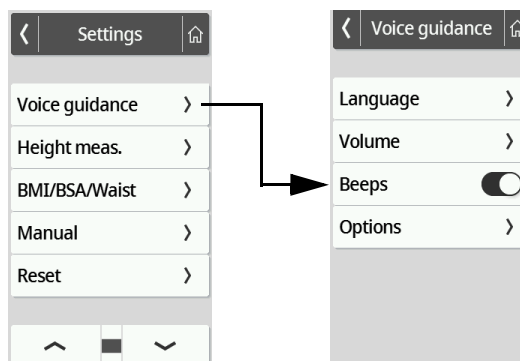 Settings
Voice guidance
Height meas.
BMI/BSA/Waist
Manual
Reset
Voice guidance
Language
Volume
Beeps
Options